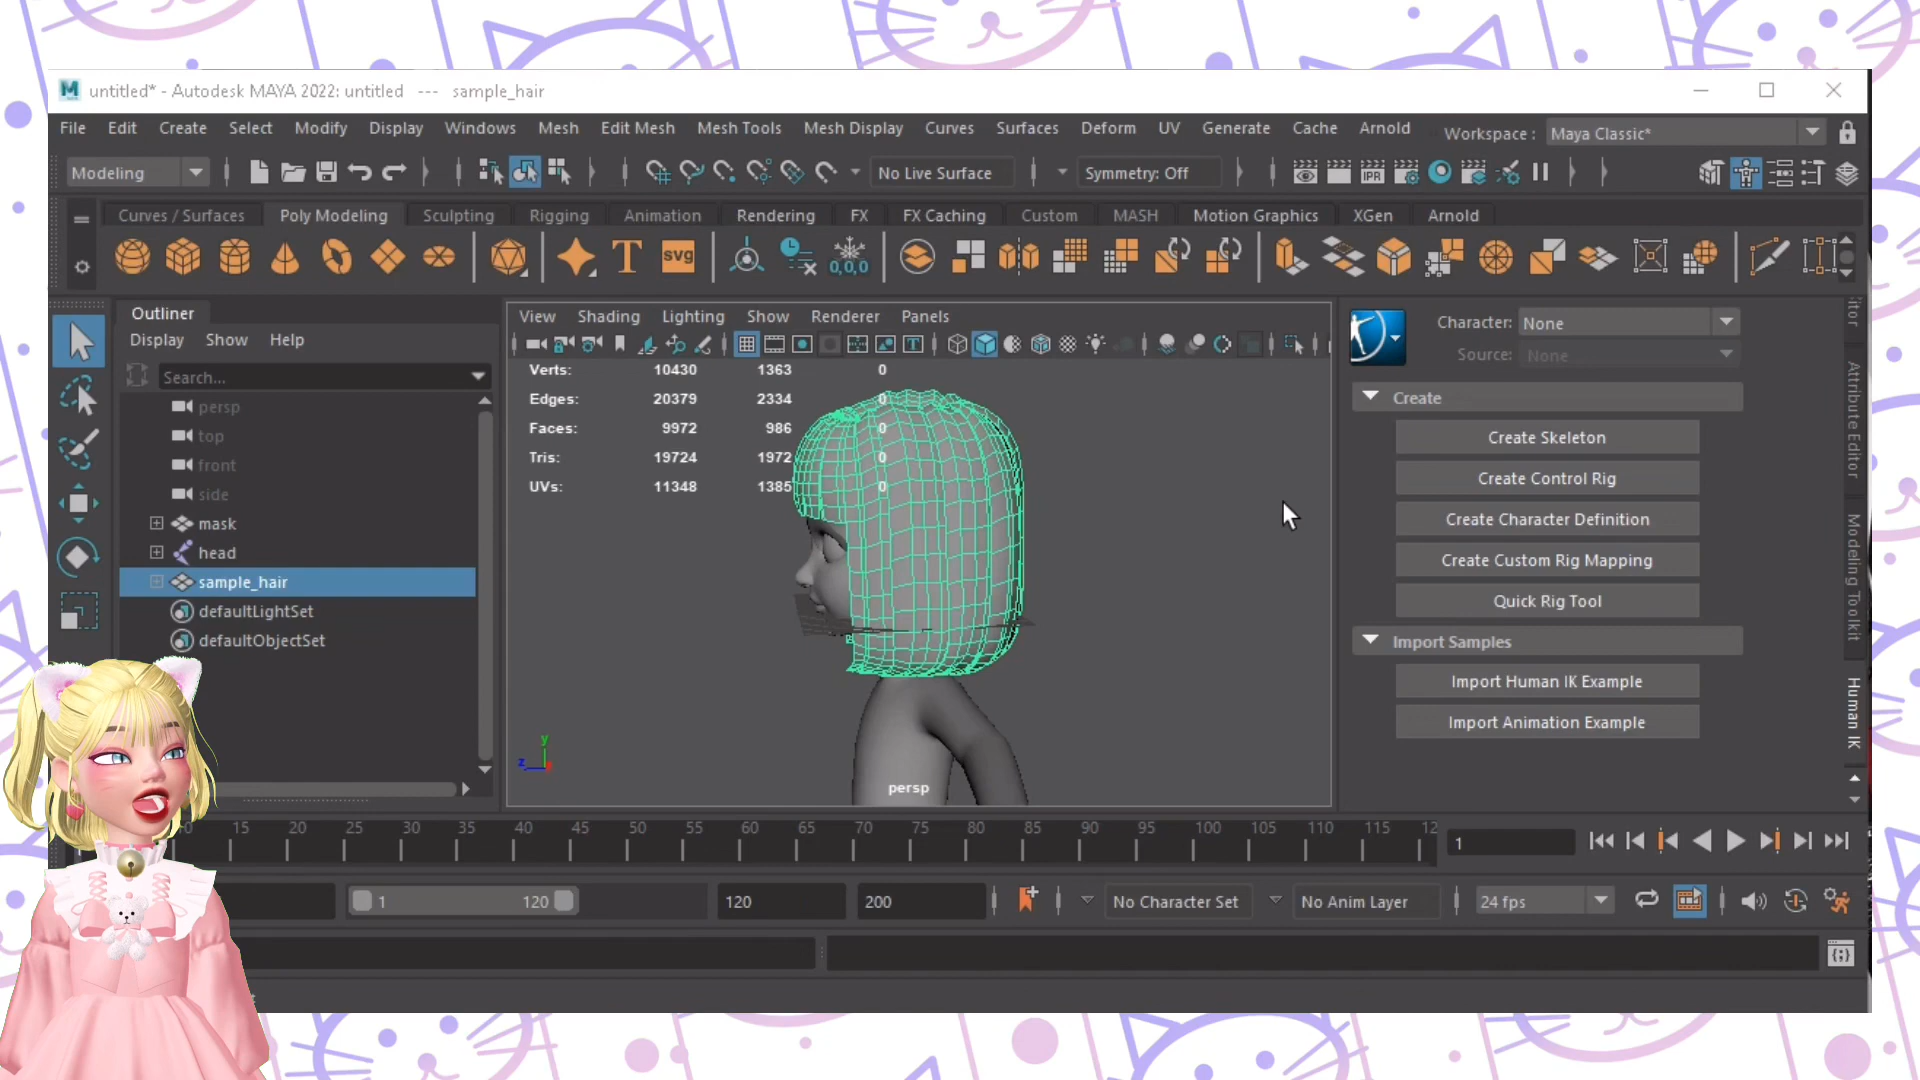 untitled* - Autodesk MAYA 2022: untitled --- sample_hair
File Edit Create Select Modify Display Windows Mesh Edit Mesh Mesh Tools Mesh Display Curves Surfaces Deform UV Generate Cache Arnold Workspace : Maya Classic*
Modeling No Live Surface Symmetry: Off
IPR
Curves / Surfaces Poly Modeling Sculpting Rigging Animation Rendering FX FX Caching Custom MASH Motion Graphics XGen Arnold
T SVG 0,0,0
Outliner
Display Show Help
Search...
persp
top
front
side
mask
head
sample_hair
defaultLightSet
defaultObjectSet
View Shading Lighting Show Renderer Panels
Verts: 10430 1363 0
Edges: 20379 2334 0
Faces: 9972 986 0
Tris: 19724 1972 0
UVs: 11348 1385 0
y
z
persp
Character: None
Source: None
Create
Create Skeleton
Create Control Rig
Create Character Definition
Create Custom Rig Mapping
Quick Rig Tool
Import Samples
Import Human IK Example
Import Animation Example
Attribute Editor
Modeling Toolkit
Human IK
15 20 25 30 35 40 45 50 55 60 65 70 75 80 85 90 95 100 105 110 115 12
1
1 120 120 200 No Character Set No Anim Layer 24 fps